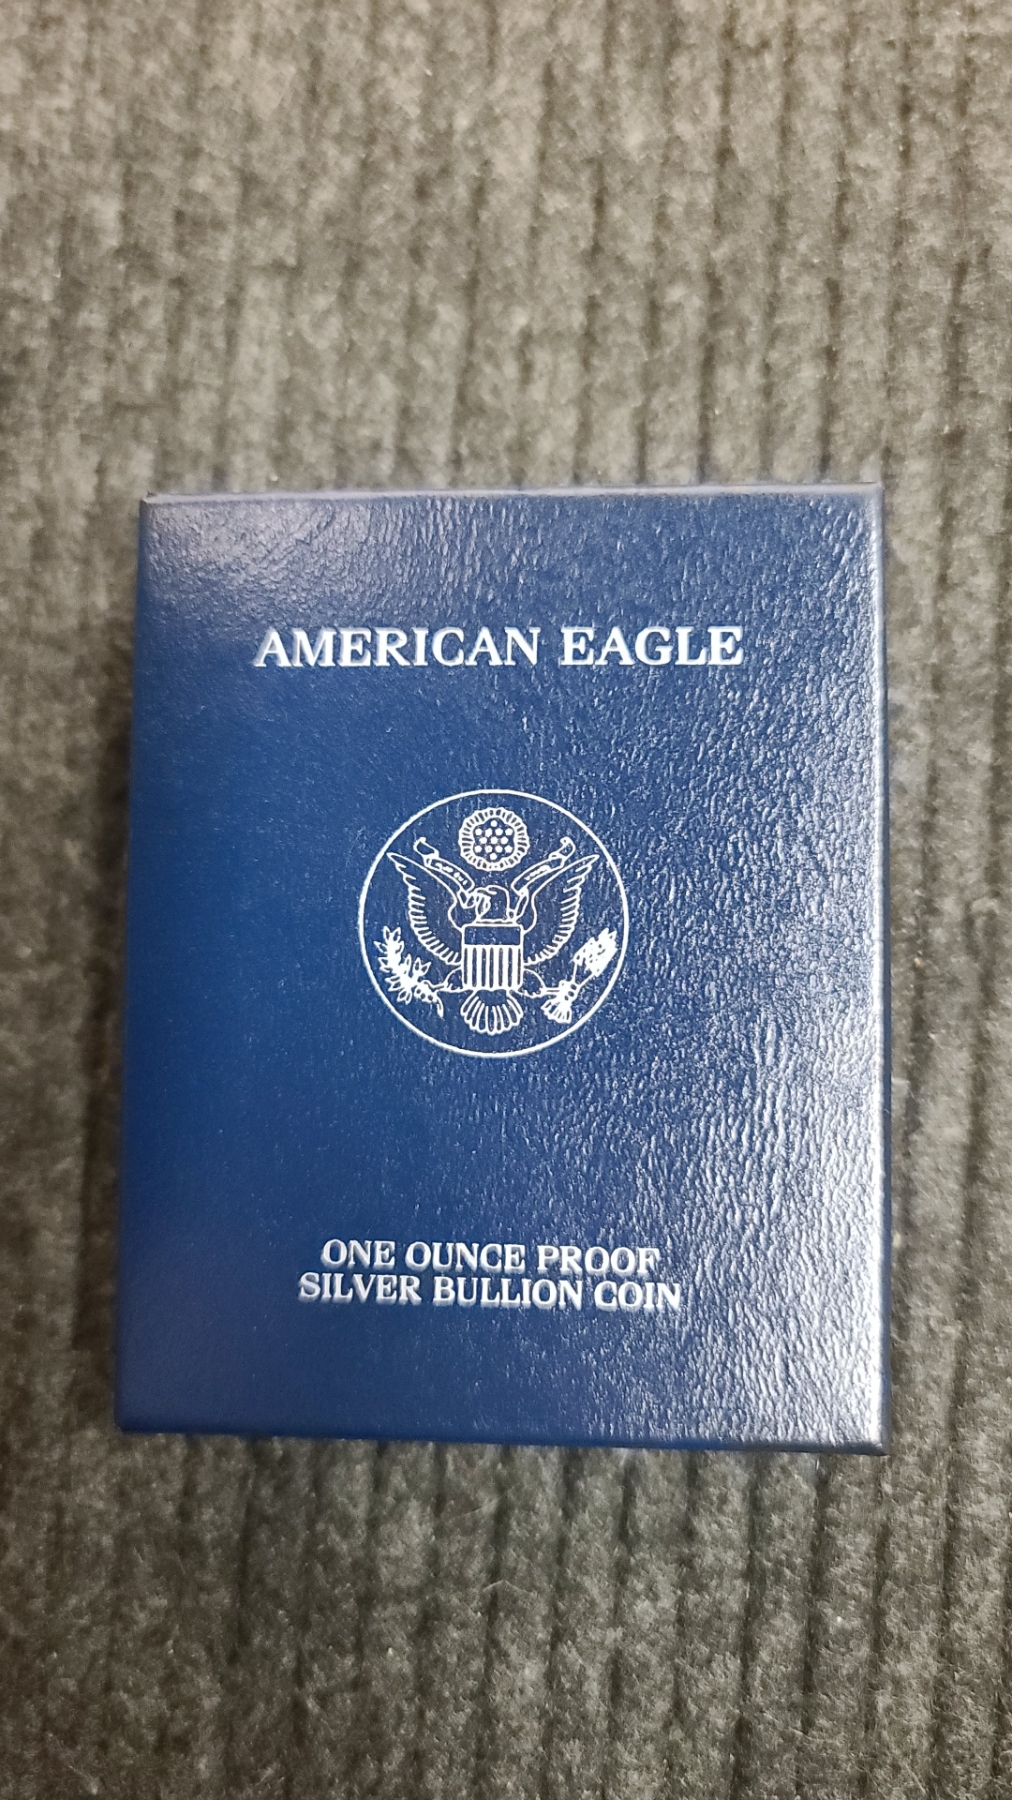 AMERICAN EAGLE
ONE OUNCE PROOF
SILVER BULLION COIN